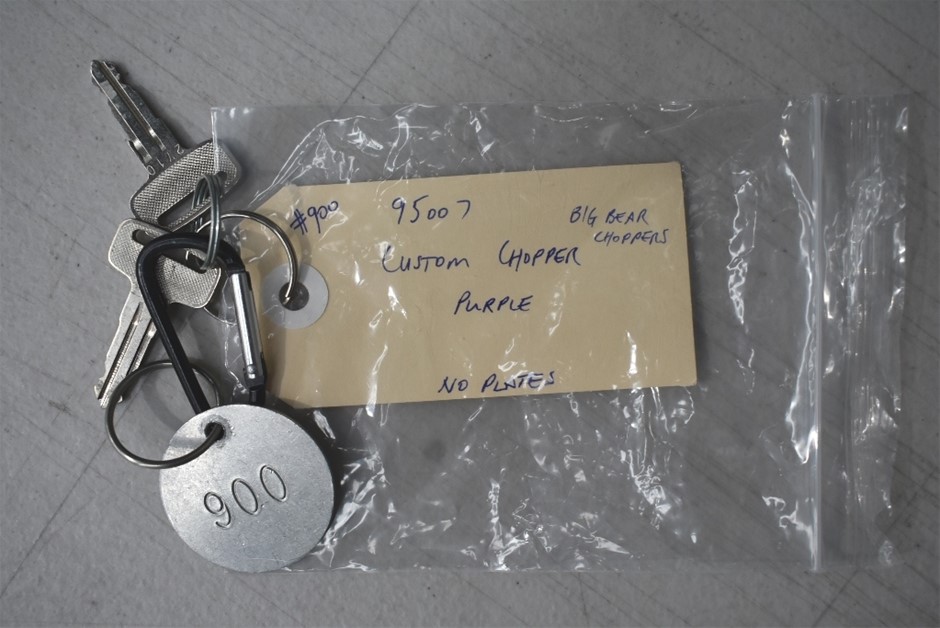 #900
95007
BIG BEAR
CHOPPERS
CUSTOM CHOPPER
PURPLE
NO PLATES
900